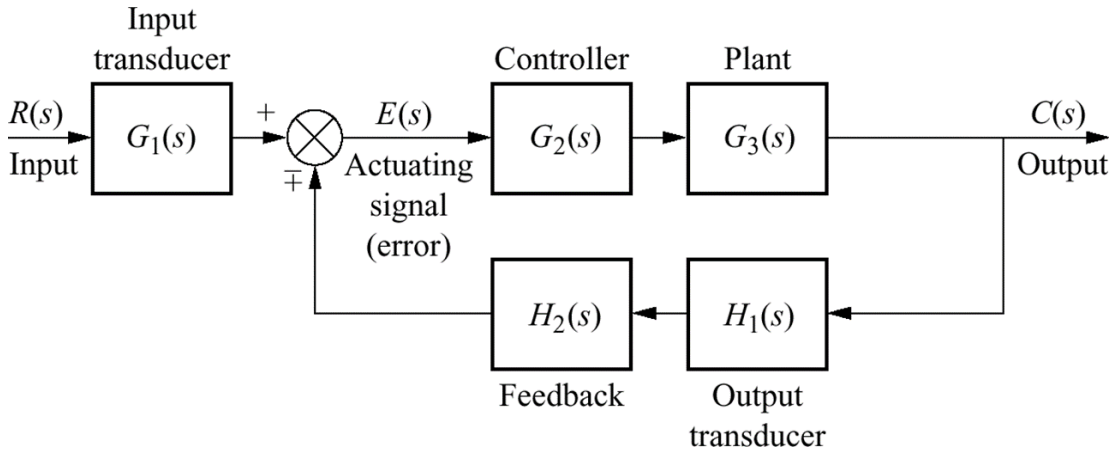 Input
transducer
Controller
Plant
R(s)
Input
G₁(s)
+
∓
E(s)
Actuating
signal
(error)
G₂(s)
G₃(s)
C(s)
Output
H₂(s)
Feedback
H₁(s)
Output
transducer